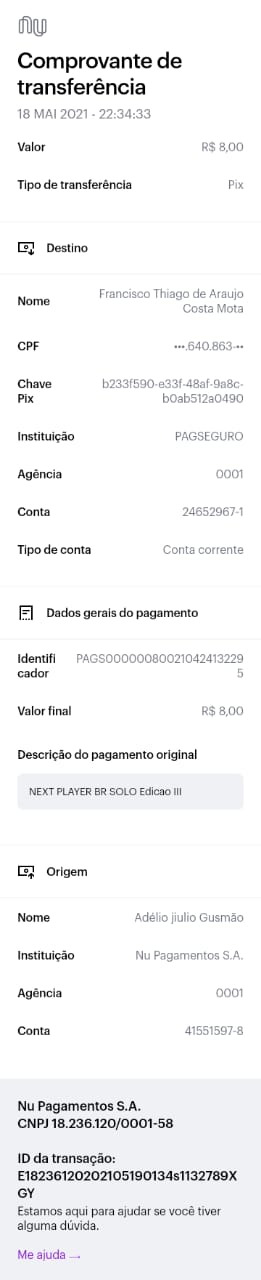 nu
Comprovante de
transferência
18 MAI 2021 - 22:34:33
Valor R$ 8,00
Tipo de transferência Pix
Destino
Nome Francisco Thiago de Araujo
Costa Mota
CPF •••.640.863-••
Chave b233f590-e33f-48af-9a8c-
Pix b0ab512a0490
Instituição PAGSEGURO
Agência 0001
Conta 24652967-1
Tipo de conta Conta corrente
Dados gerais do pagamento
Identifi PAGS00000080021042413229
cador 5
Valor final R$ 8,00
Descrição do pagamento original
NEXT PLAYER BR SOLO Edicao III
Origem
Nome Adélio jiulio Gusmão
Instituição Nu Pagamentos S.A.
Agência 0001
Conta 41551597-8
Nu Pagamentos S.A.
CNPJ 18.236.120/0001-58
ID da transação:
E18236120202105190134s1132789X
GY
Estamos aqui para ajudar se você tiver
alguma dúvida.
Me ajuda →